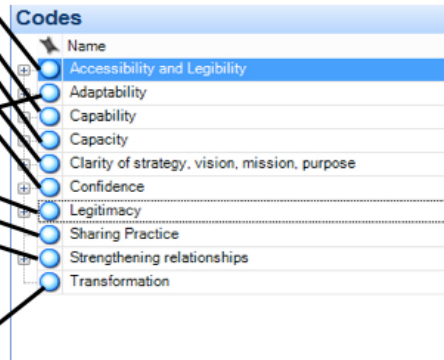 Codes
Name
Accessibility and Legibility
Adaptability
Capability
Capacity
Clarity of strategy, vision, mission, purpose
Confidence
Legitimacy
Sharing Practice
Strengthening relationships
Transformation